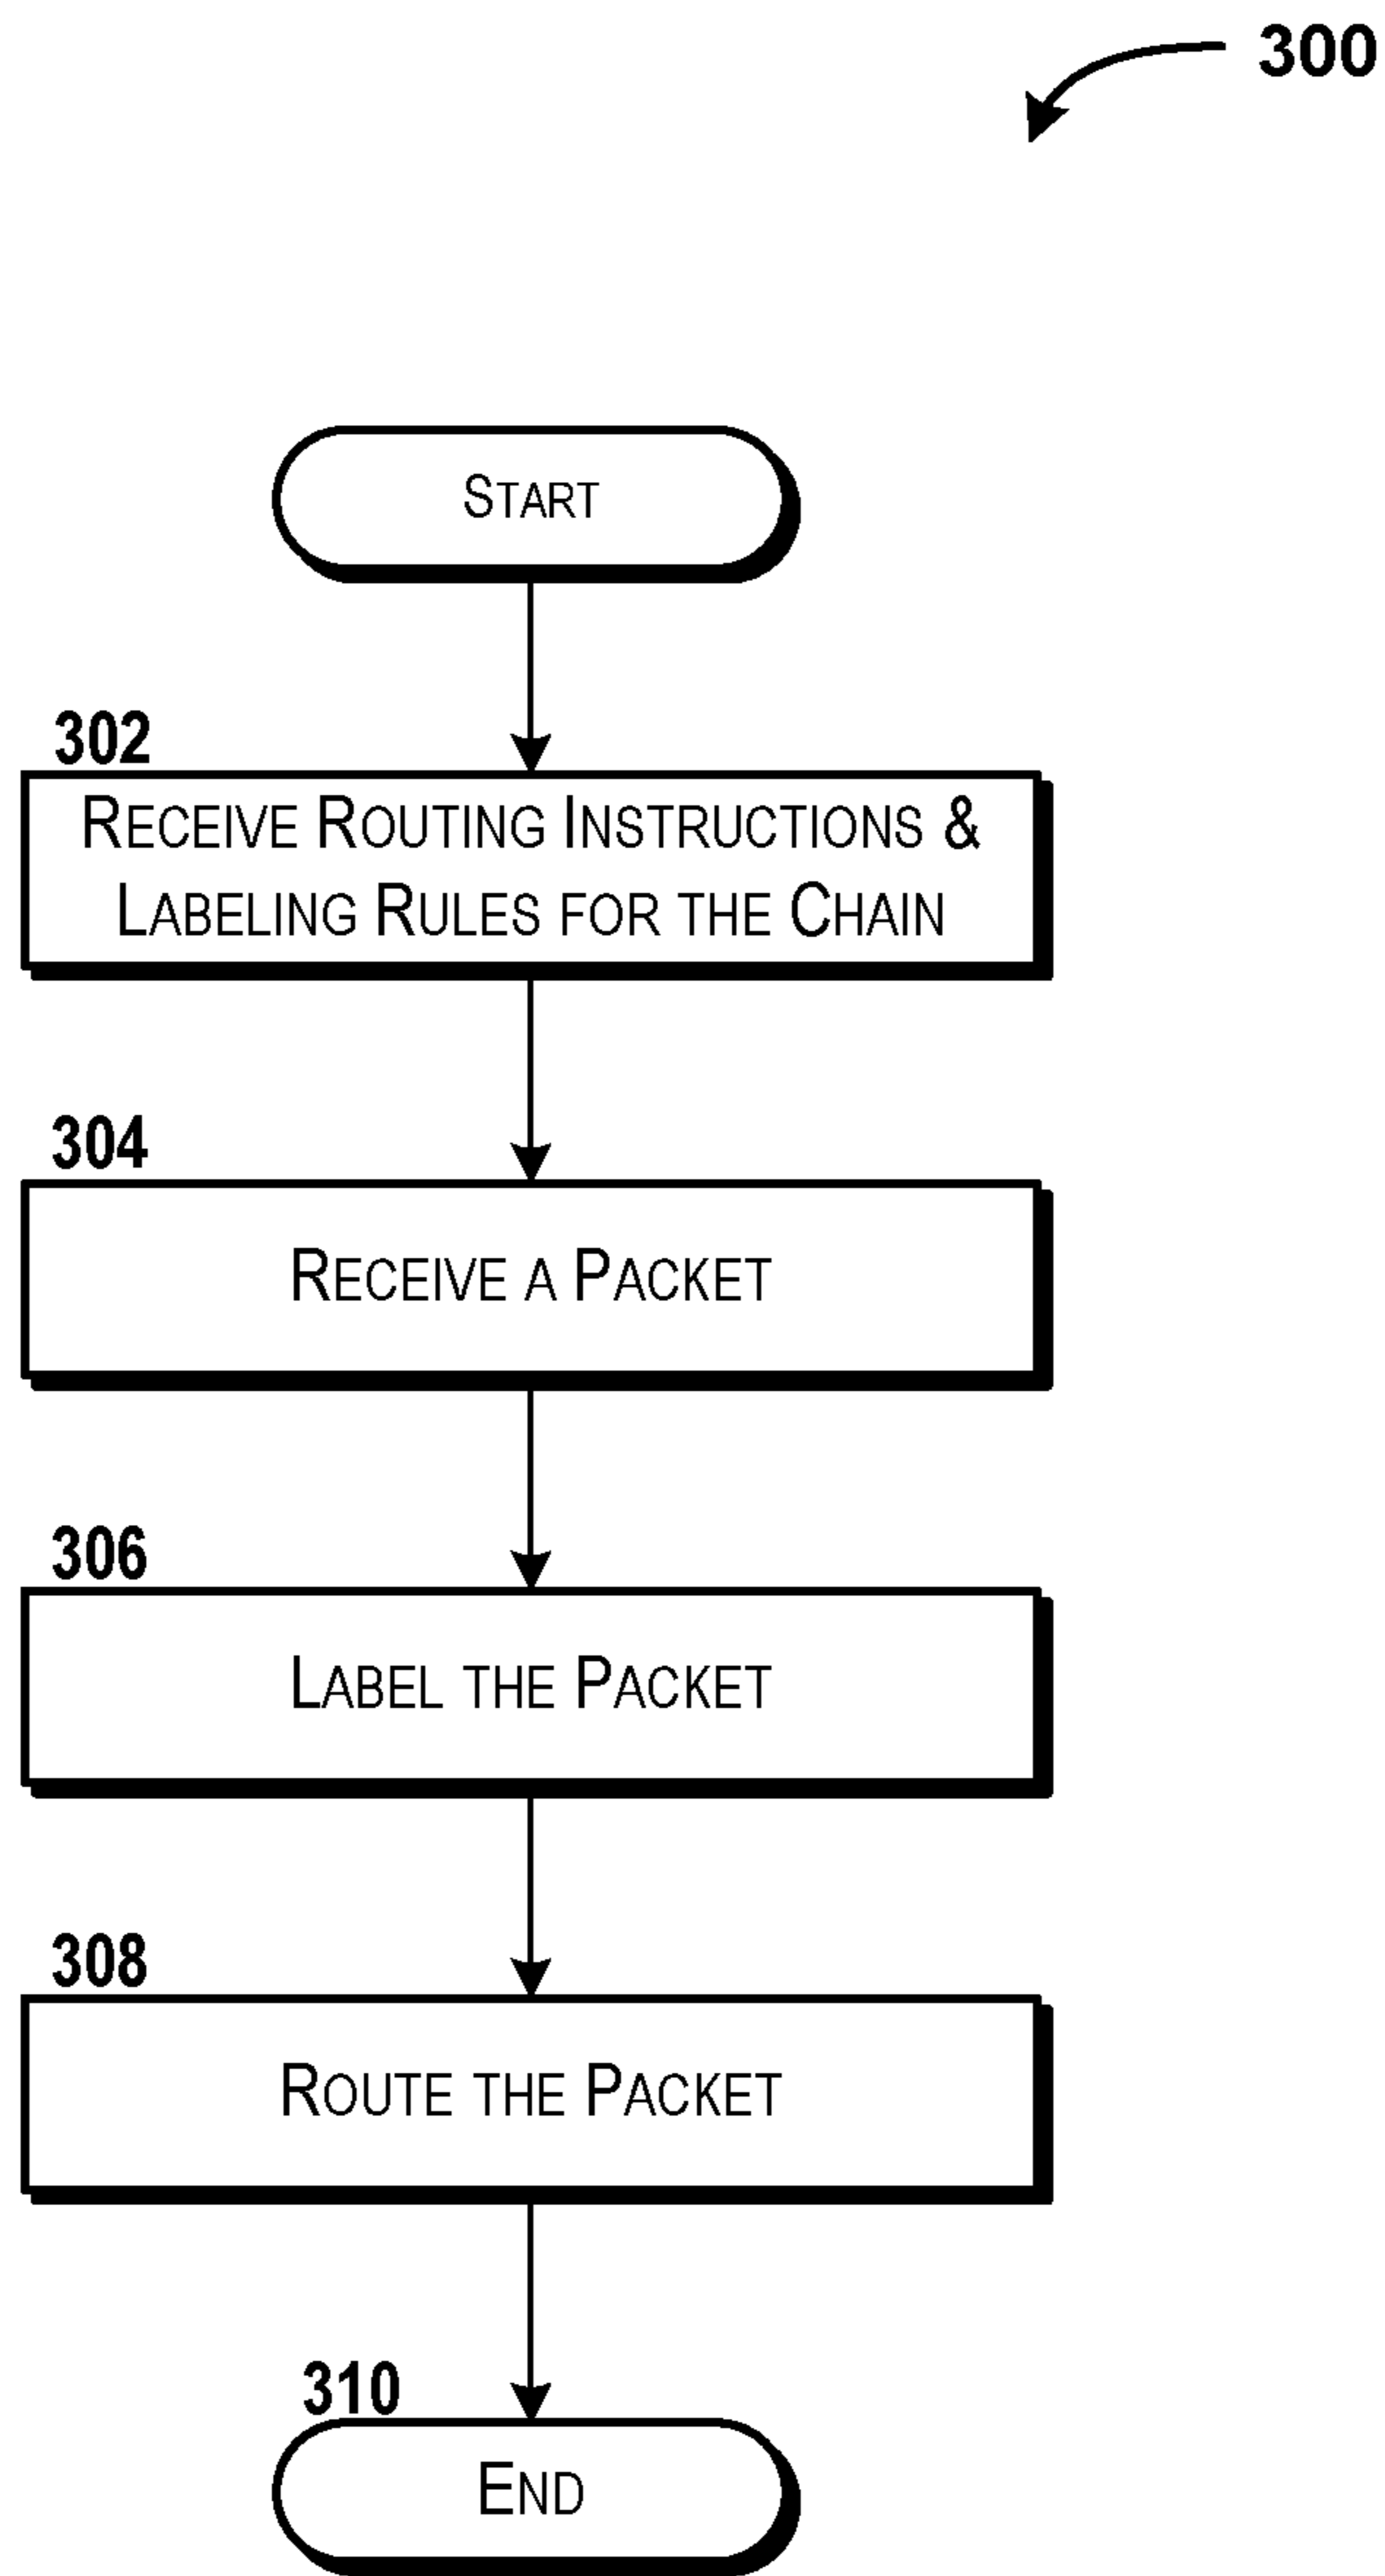 300
START
302
RECEIVE ROUTING INSTRUCTIONS &
LABELING RULES FOR THE CHAIN
304
RECEIVE A PACKET
306
LABEL THE PACKET
308
ROUTE THE PACKET
310
END